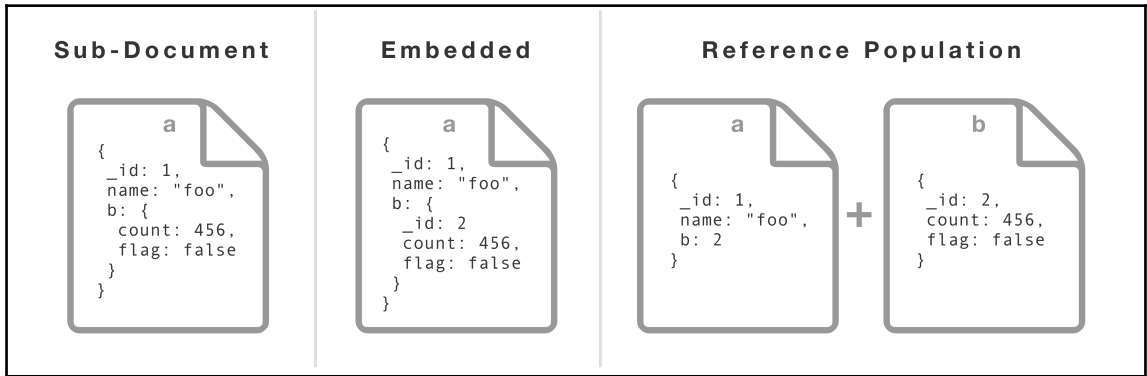 Sub-Document
a
{
_id: 1,
name: "foo",
b: {
count: 456,
flag: false
}
}
Embedded
a
{
_id: 1,
name: "foo",
b: {
_id: 2
count: 456,
flag: false
}
}
Reference Population
a
{
_id: 1,
name: "foo",
b: 2
}
+
b
{
_id: 2,
count: 456,
flag: false
}